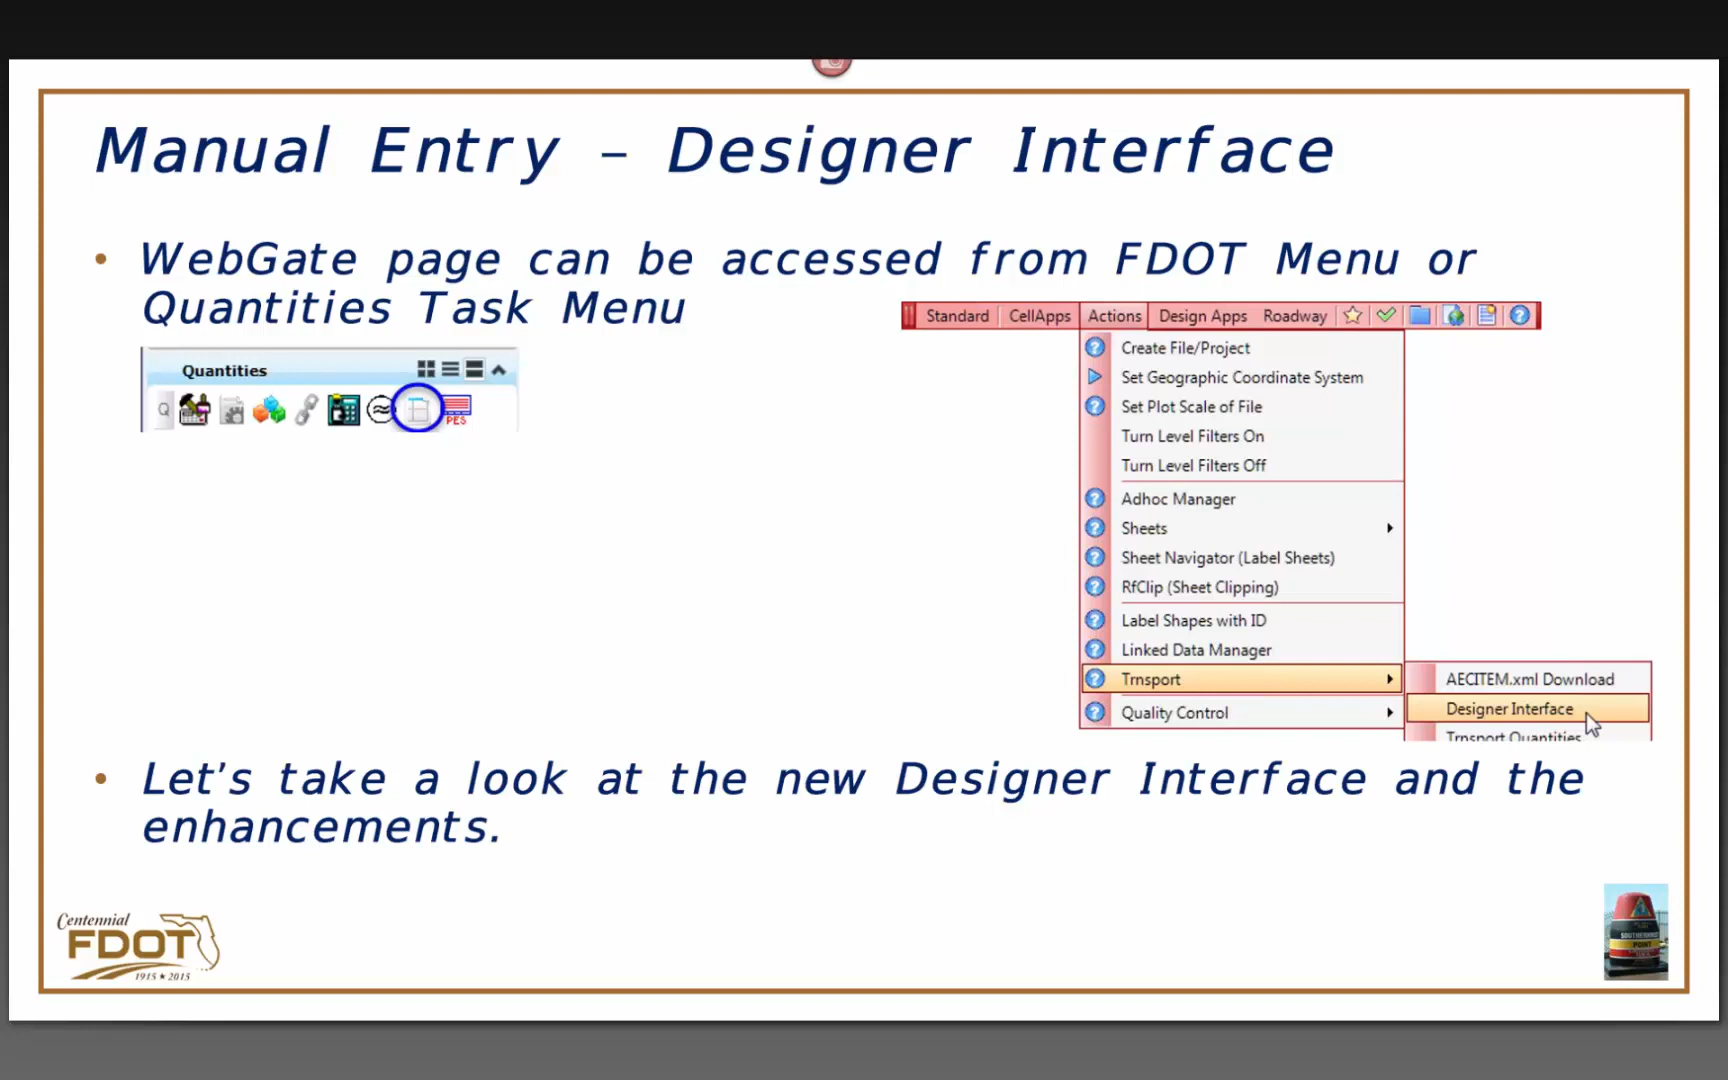 Manual Entry – Designer Interface
• WebGate page can be accessed from FDOT Menu or
Quantities Task Menu
Quantities
Q
PES
Standard CellApps Actions Design Apps Roadway
Create File/Project
Set Geographic Coordinate System
Set Plot Scale of File
Turn Level Filters On
Turn Level Filters Off
Adhoc Manager
Sheets
Sheet Navigator (Label Sheets)
RfClip (Sheet Clipping)
Label Shapes with ID
Linked Data Manager
Trnsport
Quality Control
AECITEM.xml Download
Designer Interface
Trnsport Quantities
• Let's take a look at the new Designer Interface and the
enhancements.
Centennial
FDOT
1915 ★ 2015
SOUTHERNMOST
POINT